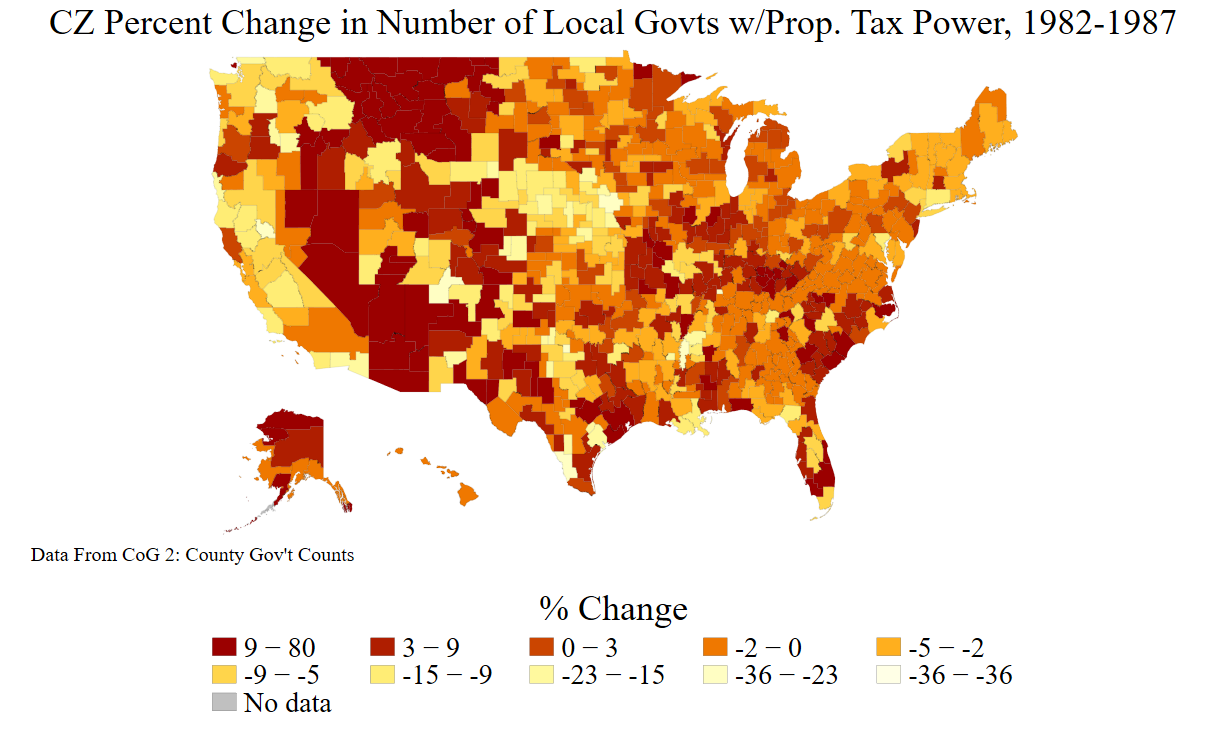 CZ Percent Change in Number of Local Govts w/Prop. Tax Power, 1982-1987
Data From CoG 2: County Gov't Counts
% Change
9 − 80 3 − 9 0 − 3 -2 − 0 -5 − -2
-9 − -5 -15 − -9 -23 − -15 -36 − -23 -36 − -36
No data